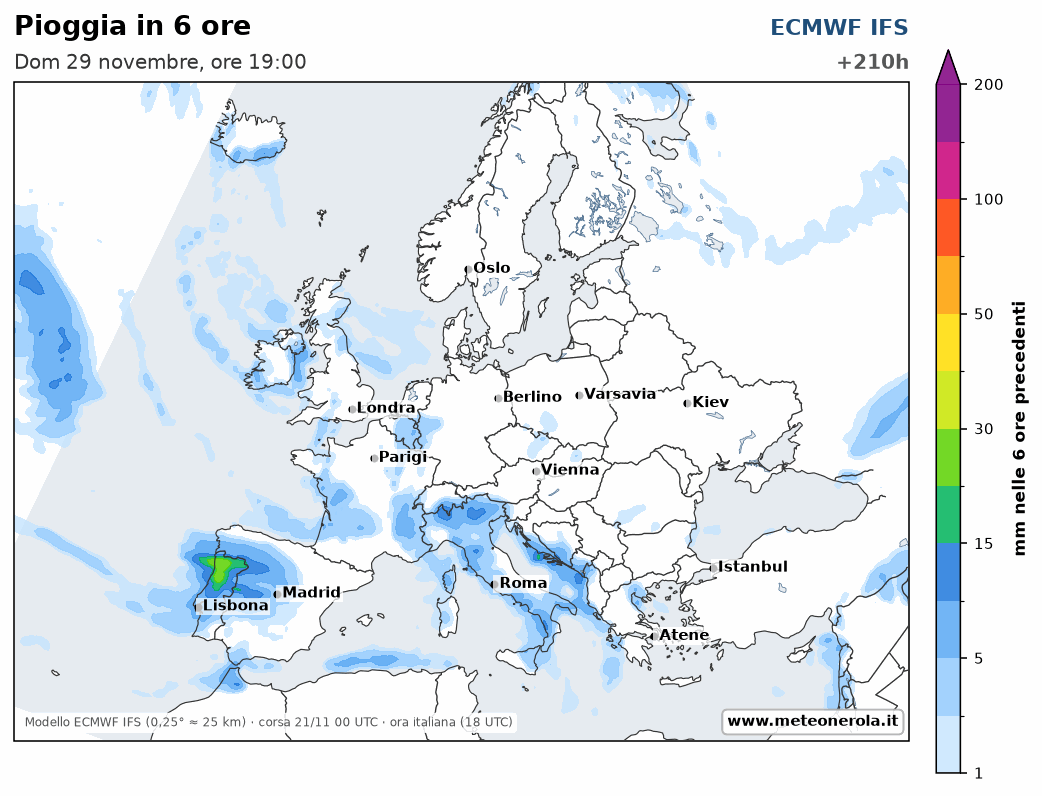 Pioggia in 6 ore
ECMWF IFS
Dom 29 novembre, ore 19:00
+210h
200
100
50
30
15
5
1
mm nelle 6 ore precedenti
Oslo
Londra
Berlino
Varsavia
Kiev
Parigi
Vienna
Istanbul
Roma
Madrid
Lisbona
Atene
Modello ECMWF IFS (0,25° ≈ 25 km) · corsa 21/11 00 UTC · ora italiana (18 UTC)
www.meteonerola.it